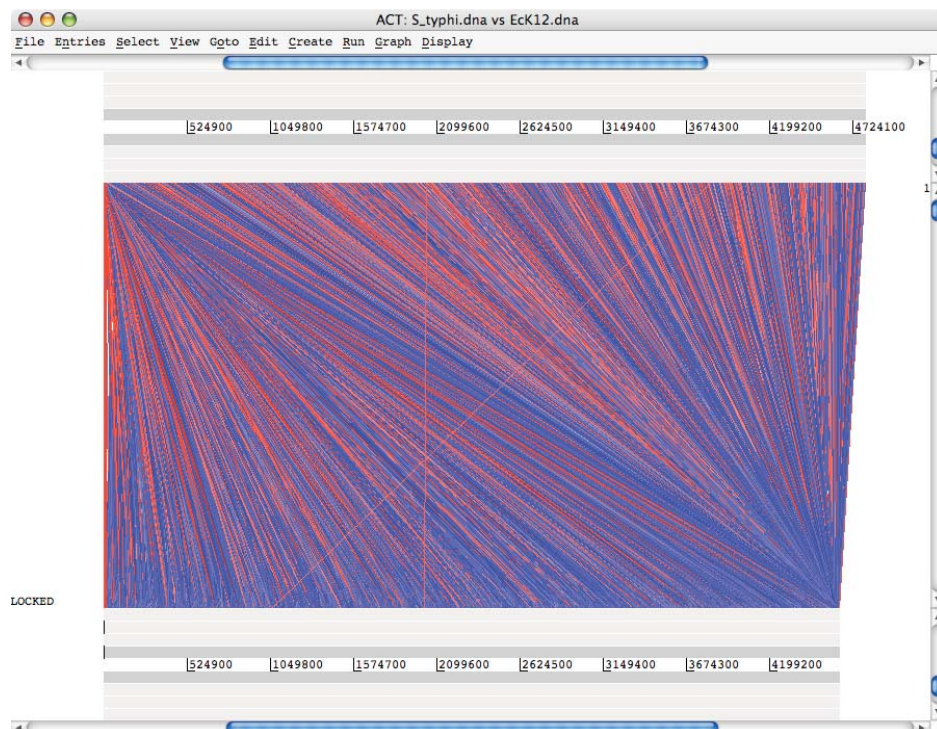 ACT: S_typhi.dna vs EcK12.dna
File Entries Select View Goto Edit Create Run Graph Display
524900 1049800 1574700 2099600 2624500 3149400 3674300 4199200 4724100
1
LOCKED
524900 1049800 1574700 2099600 2624500 3149400 3674300 4199200